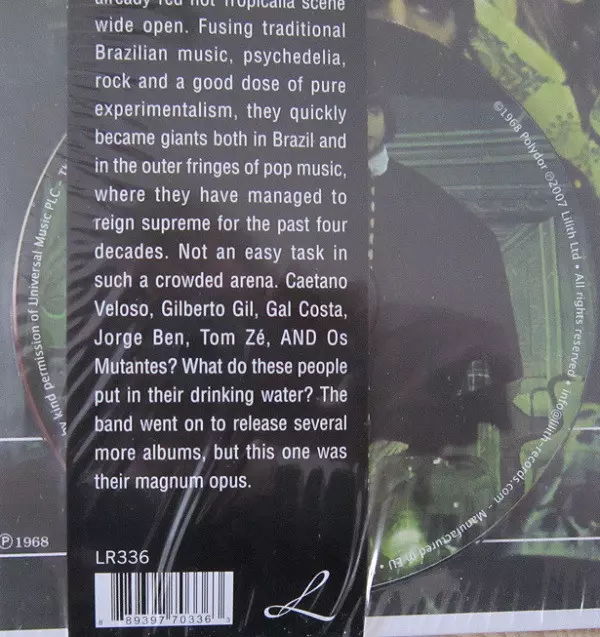 already red hot Tropicalia scene
wide open. Fusing traditional
Brazilian music, psychedelia,
rock and a good dose of pure
experimentalism, they quickly
became giants both in Brazil and
in the outer fringes of pop music,
where they have managed to
reign supreme for the past four
decades. Not an easy task in
such a crowded arena. Caetano
Veloso, Gilberto Gil, Gal Costa,
Jorge Ben, Tom Zé, AND Os
Mutantes? What do these people
put in their drinking water? The
band went on to release several
more albums, but this one was
their magnum opus.
LR336
8 89397 70336 3
L
by kind permission of Universal Music PLC -
©1968 Polydor ℗2007 Lilith Ltd • All rights reserved • info@lilith-records.com - Manufactured in EU •
℗ 1968